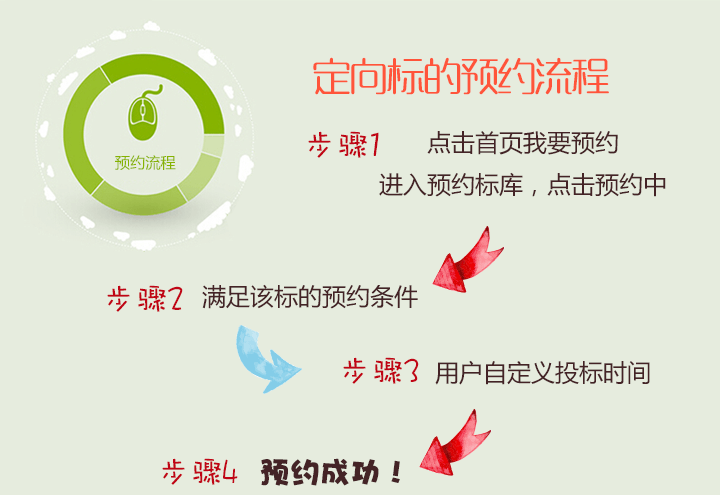 定向标的预约流程
预约流程
步骤1 点击首页我要预约
进入预约标库，点击预约中
步骤2 满足该标的预约条件
步骤3 用户自定义投标时间
步骤4 预约成功！